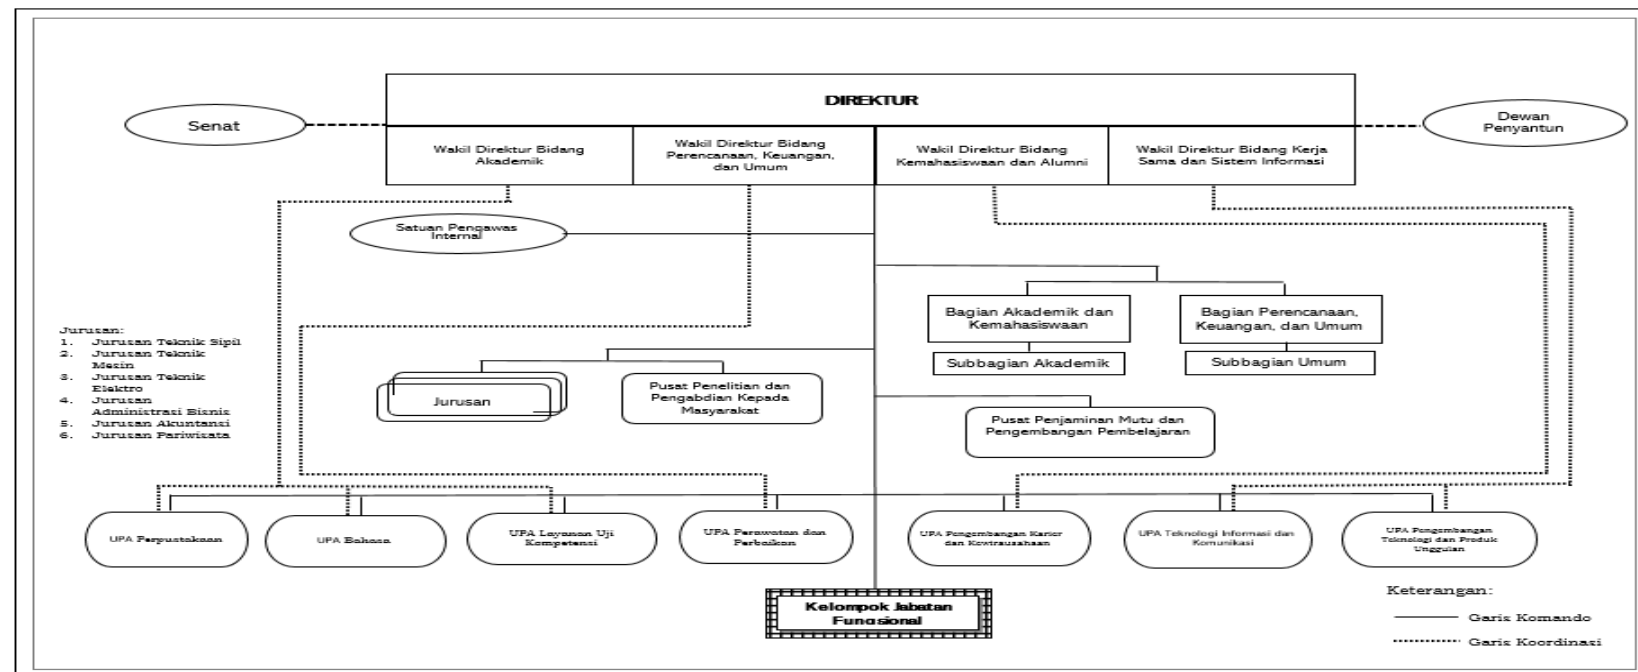 DIREKTUR
Senat
Dewan
Penyantun
Wakil Direktur Bidang
Akademik
Wakil Direktur Bidang
Perencanaan, Keuangan,
dan Umum
Wakil Direktur Bidang
Kemahasiswaan dan Alumni
Wakil Direktur Bidang Kerja
Sama dan Sistem Informasi
Satuan Pengawas
Internal
Bagian Akademik dan
Kemahasiswaan
Bagian Perencanaan,
Keuangan, dan Umum
Subbagian Akademik
Subbagian Umum
Jurusan:
1. Jurusan Teknik Sipil
2. Jurusan Teknik
Mesin
3. Jurusan Teknik
Elektro
4. Jurusan
Administrasi Bisnis
5. Jurusan Akuntansi
6. Jurusan Pariwisata
Jurusan
Pusat Penelitian dan
Pengabdian Kepada
Masyarakat
Pusat Penjaminan Mutu dan
Pengembangan Pembelajaran
UPA Perpustakaan
UPA Bahasa
UPA Layanan Uji
Kompetensi
UPA Perawatan dan
Perbaikan
UPA Pengembangan Karier
dan Kewirausahaan
UPA Teknologi Informasi dan
Komunikasi
UPA Pengembangan
Teknologi dan Produk
Unggulan
Kelompok Jabatan
Fungsional
Keterangan:
Garis Komando
Garis Koordinasi